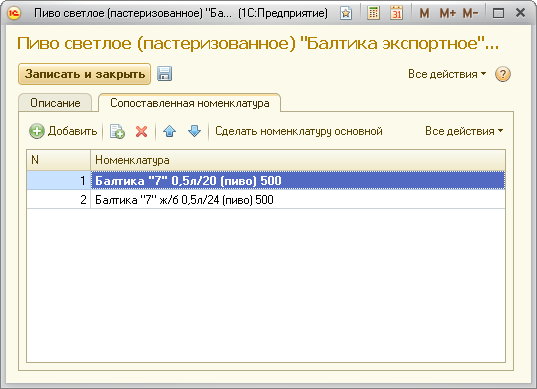 Пиво светлое (пастеризованное) "Ба... (1С:Предприятие) 31 M M+ M-
Пиво светлое (пастеризованное) "Балтика экспортное"...
Записать и закрыть Все действия ?
Описание Сопоставленная номенклатура
Добавить Сделать номенклатуру основной Все действия
N Номенклатура
1 Балтика "7" 0,5л/20 (пиво) 500
2 Балтика "7" ж/б 0,5л/24 (пиво) 500